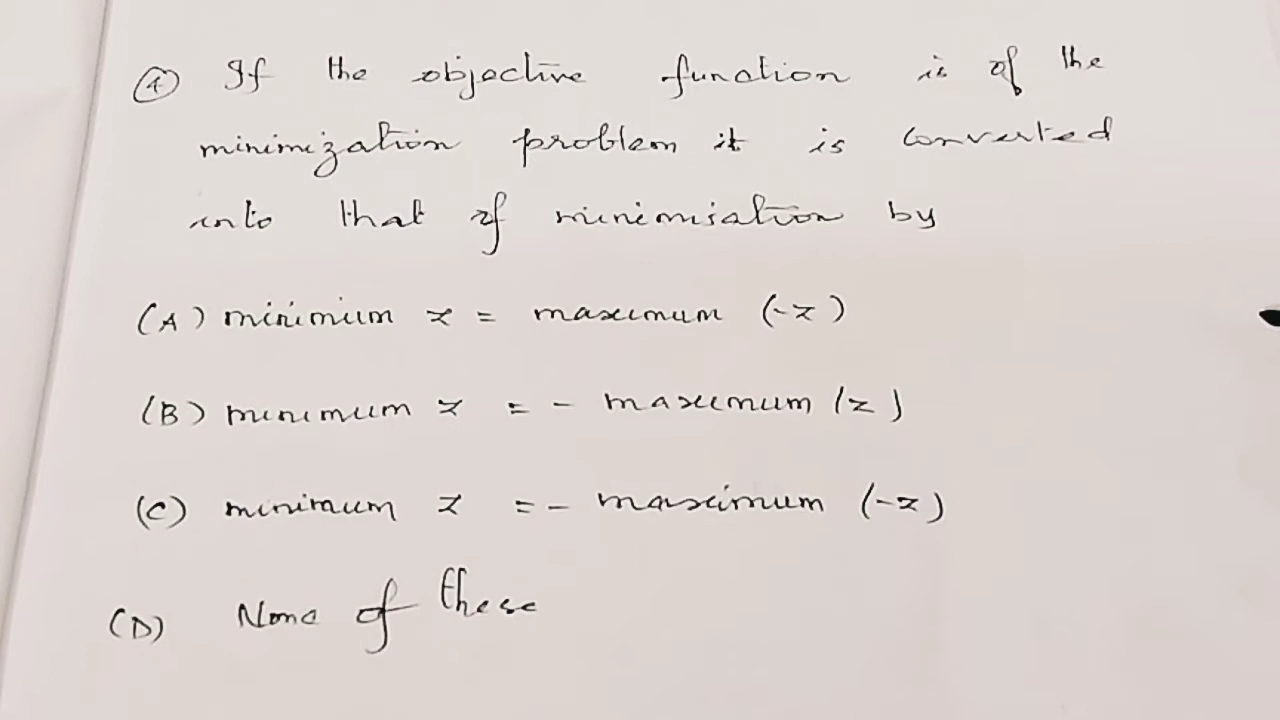 ④ If the objective function is of the
minimization problem it is converted
into that of minimisation by
(A) minimum z = maximum (-z)
(B) minimum z = - maximum (z)
(C) minimum z = - maximum (-z)
(D) None of these